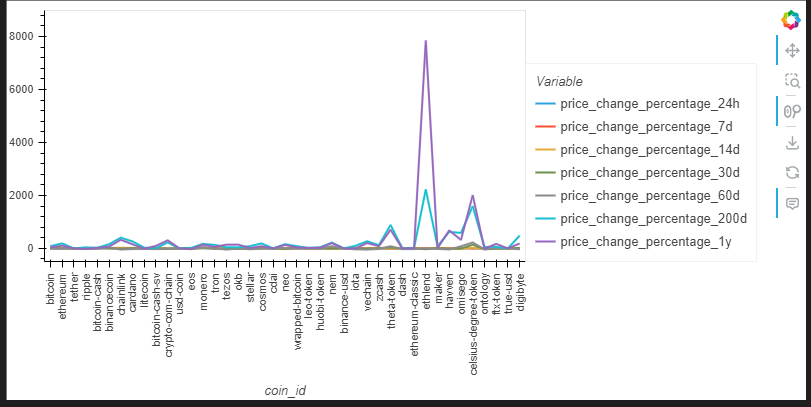 8000
6000
4000
2000
0
bitcoin
ethereum
tether
ripple
bitcoin-cash
binancecoin
chainlink
cardano
litecoin
bitcoin-cash-sv
crypto-com-chain
usd-coin
eos
monero
tron
tezos
okb
stellar
cosmos
cdai
neo
wrapped-bitcoin
leo-token
huobi-token
nem
binance-usd
iota
vechain
zcash
theta-token
dash
ethereum-classic
ethlend
maker
havven
omisego
celsius-degree-token
ontology
ftx-token
true-usd
digibyte
coin_id
Variable
price_change_percentage_24h
price_change_percentage_7d
price_change_percentage_14d
price_change_percentage_30d
price_change_percentage_60d
price_change_percentage_200d
price_change_percentage_1y